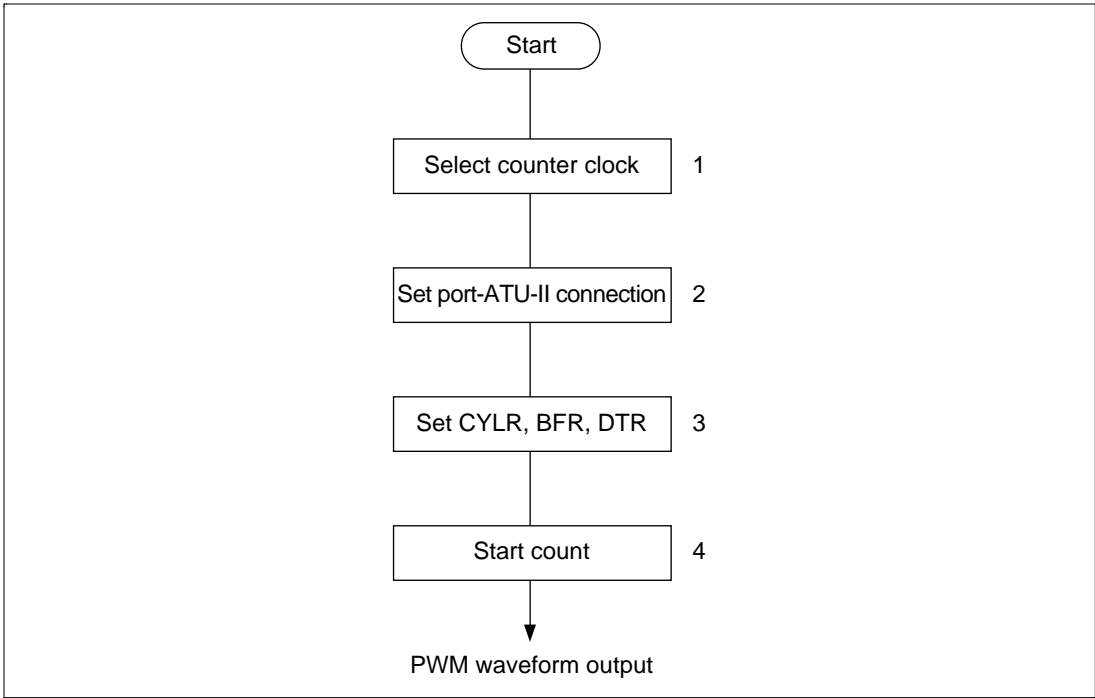 Start
Select counter clock 1
Set port-ATU-II connection 2
Set CYLR, BFR, DTR 3
Start count 4
PWM waveform output